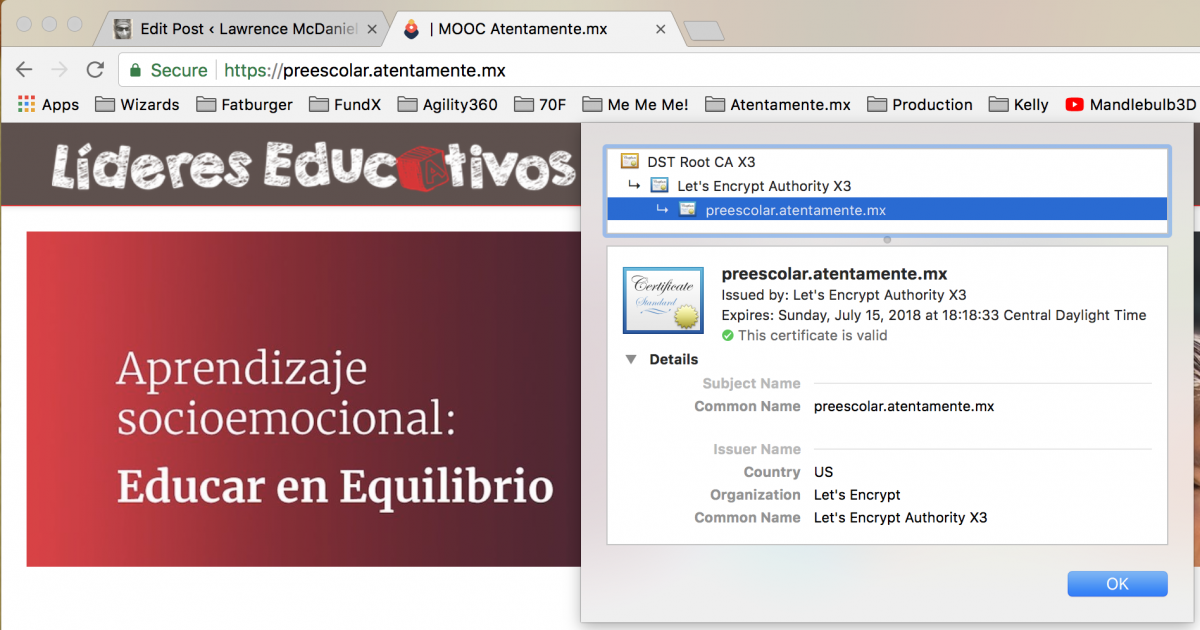 Edit Post ‹ Lawrence McDaniel
| MOOC Atentamente.mx
Secure
https://preescolar.atentamente.mx
Apps Wizards Fatburger FundX Agility360 70F Me Me Me! Atentamente.mx Production Kelly Mandlebulb3D
Líderes Educativos
Aprendizaje
socioemocional:
Educar en Equilibrio
DST Root CA X3
Let's Encrypt Authority X3
preescolar.atentamente.mx
Certificate
Standard
preescolar.atentamente.mx
Issued by: Let's Encrypt Authority X3
Expires: Sunday, July 15, 2018 at 18:18:33 Central Daylight Time
This certificate is valid
Details
Subject Name
Common Name preescolar.atentamente.mx
Issuer Name
Country US
Organization Let's Encrypt
Common Name Let's Encrypt Authority X3
OK